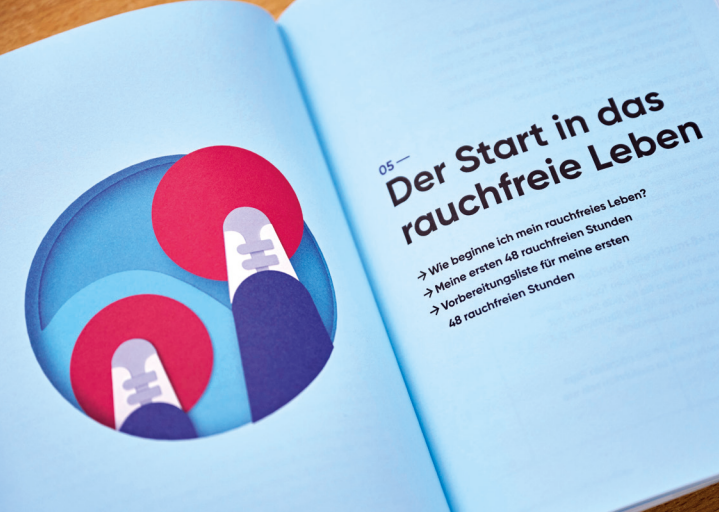 05—
Der Start in das
rauchfreie Leben
→ Wie beginne ich mein rauchfreies Leben?
→ Meine ersten 48 rauchfreien Stunden
→ Vorbereitungsliste für meine ersten
48 rauchfreien Stunden